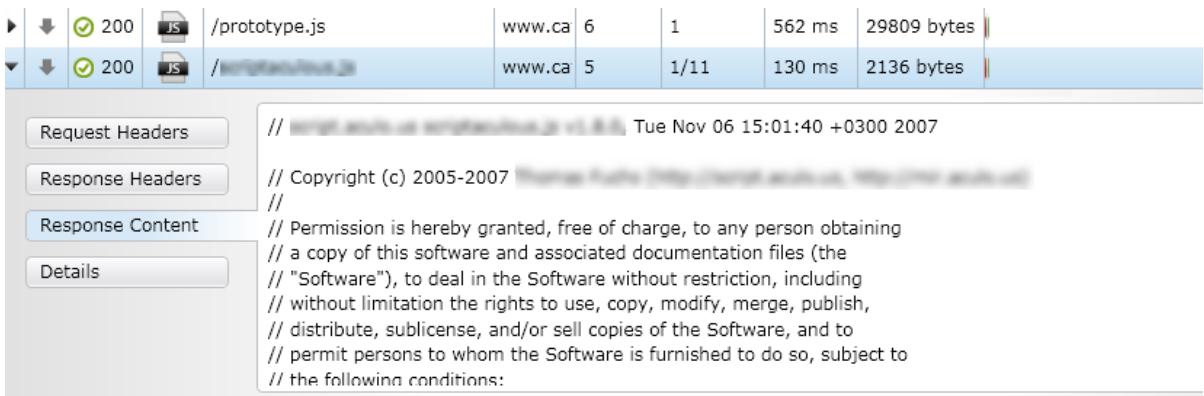 200 JS /prototype.js www.ca 6 1 562 ms 29809 bytes
200 JS / www.ca 5 1/11 130 ms 2136 bytes
Request Headers
Response Headers
Response Content
Details
// Tue Nov 06 15:01:40 +0300 2007
// Copyright (c) 2005-2007
//
// Permission is hereby granted, free of charge, to any person obtaining
// a copy of this software and associated documentation files (the
// "Software"), to deal in the Software without restriction, including
// without limitation the rights to use, copy, modify, merge, publish,
// distribute, sublicense, and/or sell copies of the Software, and to
// permit persons to whom the Software is furnished to do so, subject to
// the following conditions: